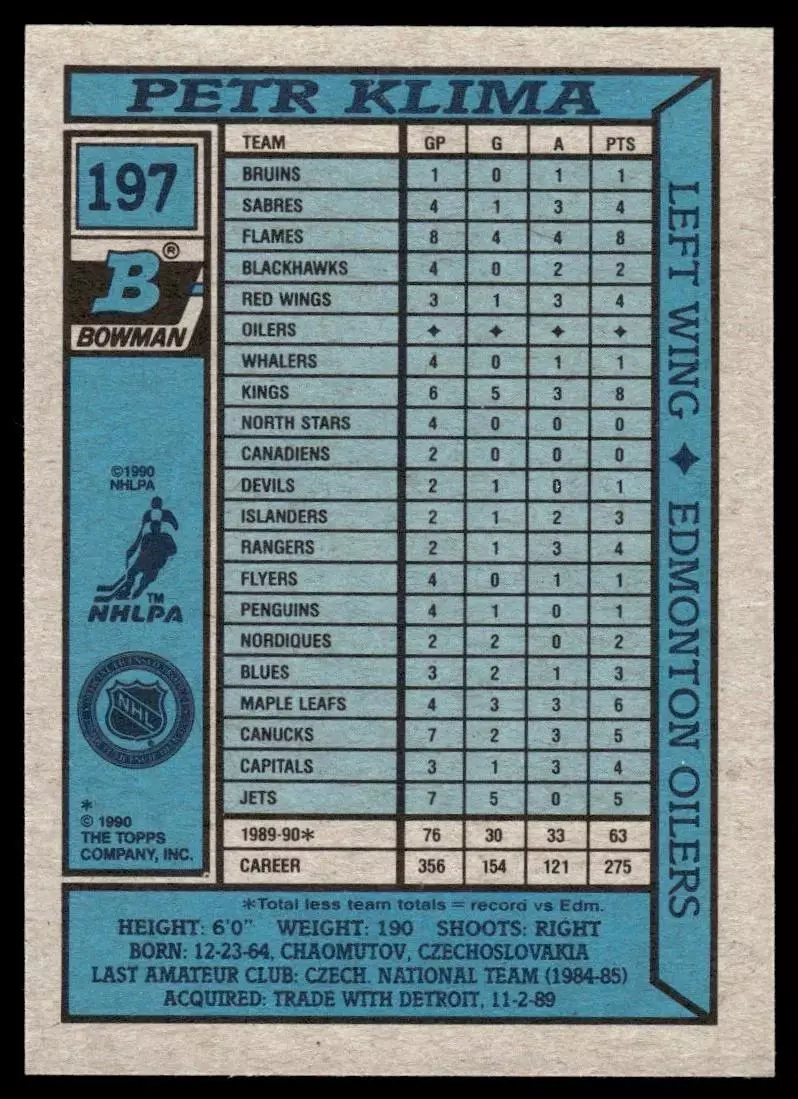 PETR KLIMA
197
B®
BOWMAN
©1990
NHLPA
TM
NHLPA
NHL
*
© 1990
THE TOPPS
COMPANY, INC.
TEAM GP G A PTS
BRUINS 1 0 1 1
SABRES 4 1 3 4
FLAMES 8 4 4 8
BLACKHAWKS 4 0 2 2
RED WINGS 3 1 3 4
OILERS ✦ ✦ ✦ ✦
WHALERS 4 0 1 1
KINGS 6 5 3 8
NORTH STARS 4 0 0 0
CANADIENS 2 0 0 0
DEVILS 2 1 0 1
ISLANDERS 2 1 2 3
RANGERS 2 1 3 4
FLYERS 4 0 1 1
PENGUINS 4 1 0 1
NORDIQUES 2 2 0 2
BLUES 3 2 1 3
MAPLE LEAFS 4 3 3 6
CANUCKS 7 2 3 5
CAPITALS 3 1 3 4
JETS 7 5 0 5
1989-90* 76 30 33 63
CAREER 356 154 121 275
LEFT WING ✦ EDMONTON OILERS
*Total less team totals = record vs Edm.
HEIGHT: 6'0" WEIGHT: 190 SHOOTS: RIGHT
BORN: 12-23-64, CHAOMUTOV, CZECHOSLOVAKIA
LAST AMATEUR CLUB: CZECH. NATIONAL TEAM (1984-85)
ACQUIRED: TRADE WITH DETROIT, 11-2-89